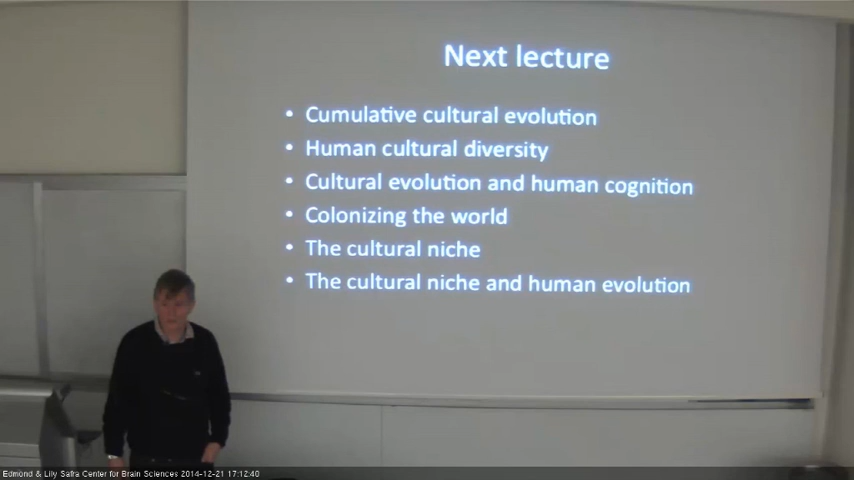 Next lecture
• Cumulative cultural evolution
• Human cultural diversity
• Cultural evolution and human cognition
• Colonizing the world
• The cultural niche
• The cultural niche and human evolution
Edmond & Lily Safra Center for Brain Sciences 2014-12-21 17:12:40